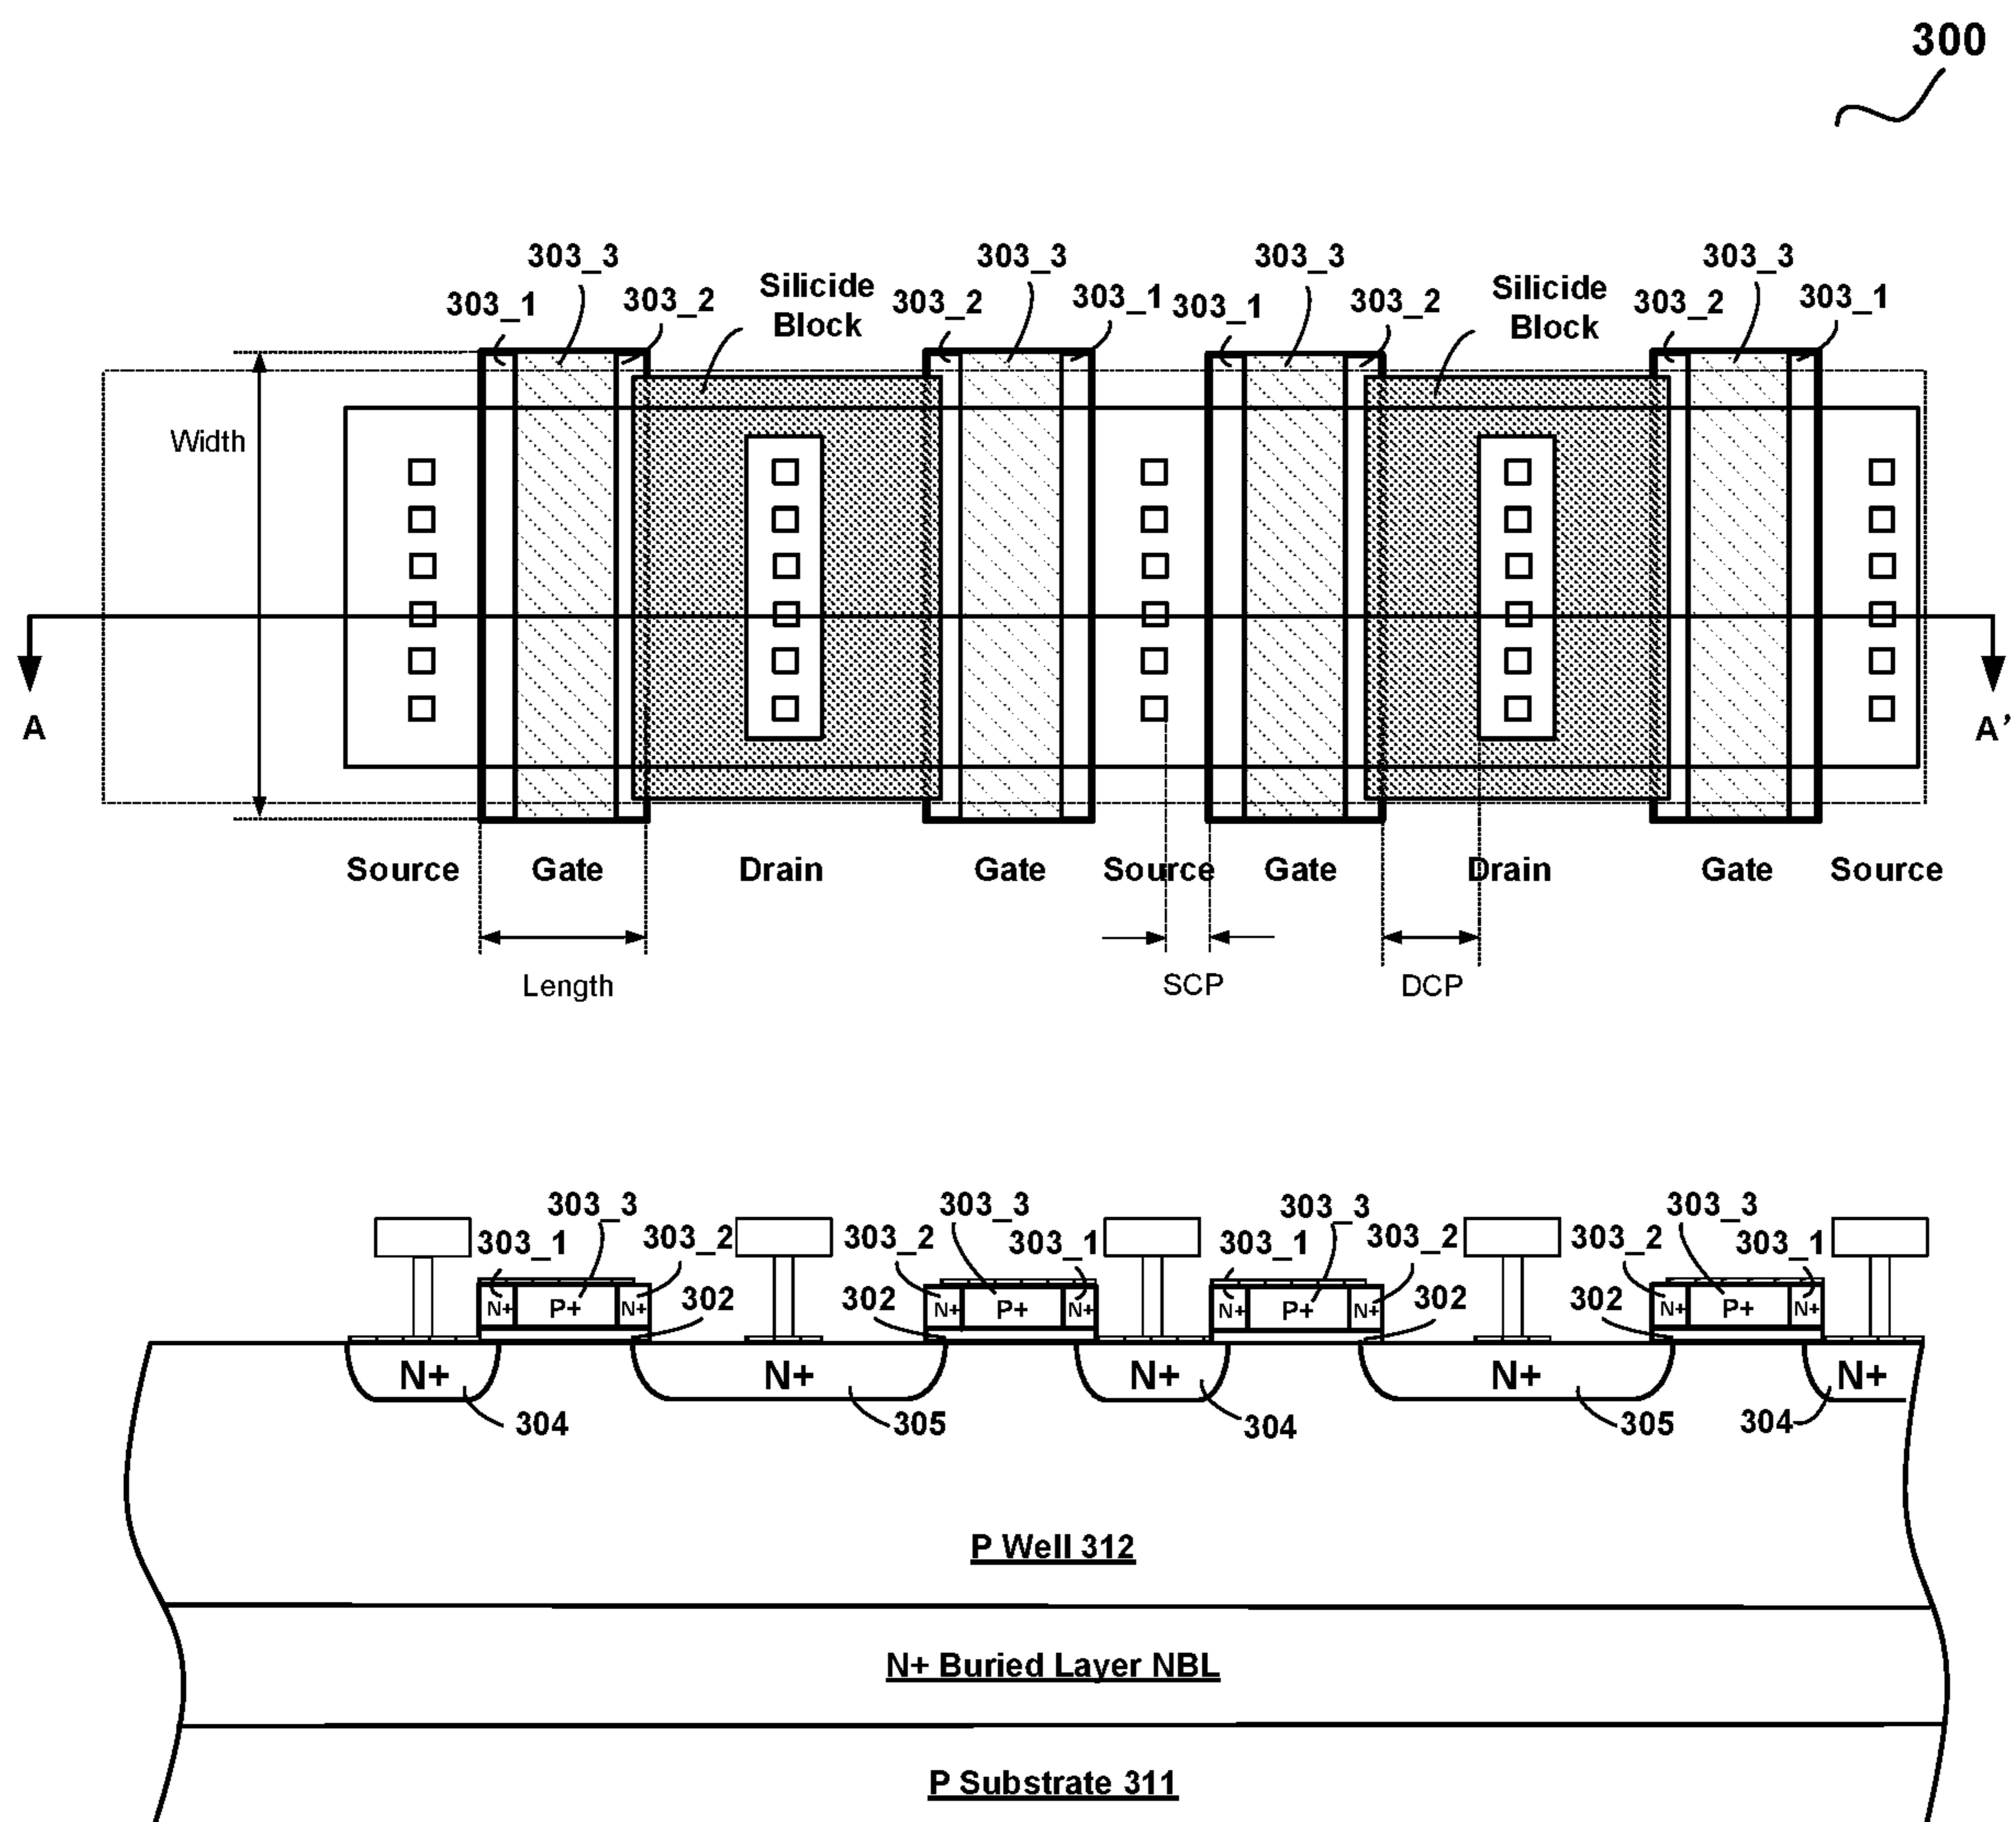 300
303_3
303_3
303_3
303_3
303_1
303_2
Silicide
Block
303_2
303_1
303_1
303_2
Silicide
Block
303_2
303_1
Width
A
A'
Source
Gate
Drain
Gate
Source
Gate
Drain
Gate
Source
Length
SCP
DCP
303_3
303_3
303_3
303_3
303_1
303_2
303_2
303_1
303_1
303_2
303_2
303_1
N+
P+
N+
302
302
N+
P+
N+
N+
P+
N+
302
302
N+
P+
N+
N+
N+
N+
N+
N+
304
305
304
305
304
P Well 312
N+ Buried Layer NBL
P Substrate 311